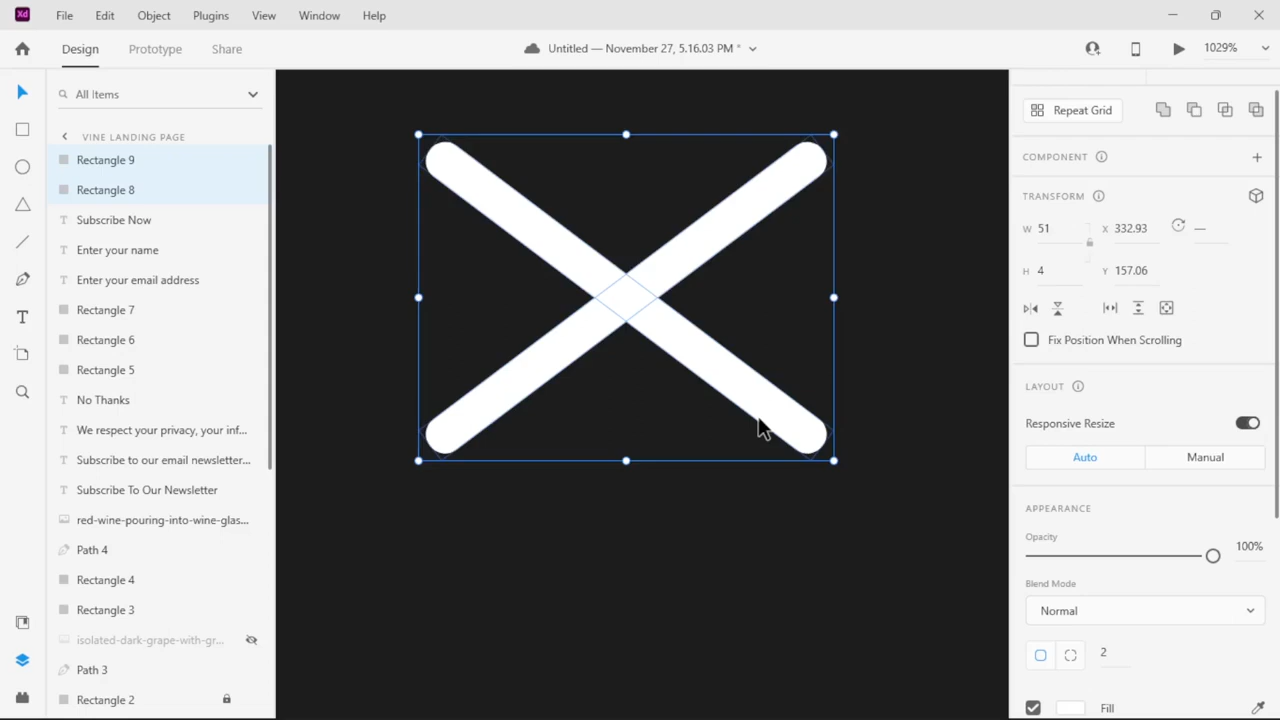 Xd File Edit Object Plugins View Window Help
Design Prototype Share Untitled — November 27, 5.16.03 PM * 1029%
All Items
VINE LANDING PAGE
Rectangle 9
Rectangle 8
Subscribe Now
Enter your name
Enter your email address
Rectangle 7
Rectangle 6
Rectangle 5
No Thanks
We respect your privacy, your inf...
Subscribe to our email newsletter...
Subscribe To Our Newsletter
red-wine-pouring-into-wine-glas...
Path 4
Rectangle 4
Rectangle 3
isolated-dark-grape-with-gr...
Path 3
Rectangle 2
Repeat Grid
COMPONENT
TRANSFORM
W 51 X 332.93 —
H 4 Y 157.06
Fix Position When Scrolling
LAYOUT
Responsive Resize
Auto Manual
APPEARANCE
Opacity
100%
Blend Mode
Normal
2
Fill